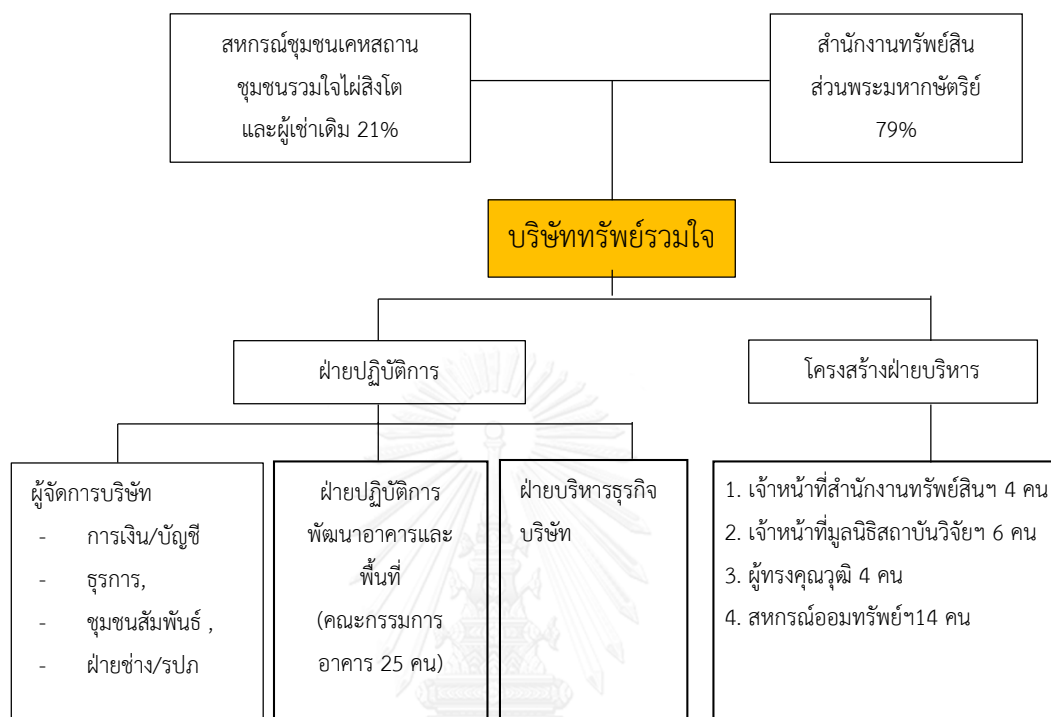 สหกรณ์ชุมชนเคหสถาน
ชุมชนรวมใจไผ่สิงโต
และผู้เช่าเดิม 21%
สำนักงานทรัพย์สิน
ส่วนพระมหากษัตริย์
79%
บริษัททรัพย์รวมใจ
ฝ่ายปฏิบัติการ
โครงสร้างฝ่ายบริหาร
ผู้จัดการบริษัท
- การเงิน/บัญชี
- ธุรการ,
- ชุมชนสัมพันธ์ ,
- ฝ่ายช่าง/รปภ
ฝ่ายปฏิบัติการ
พัฒนาอาคารและ
พื้นที่
(คณะกรรมการ
อาคาร 25 คน)
ฝ่ายบริหารธุรกิจ
บริษัท
1. เจ้าหน้าที่สำนักงานทรัพย์สินฯ 4 คน
2. เจ้าหน้าที่มูลนิธิสถาบันวิจัยฯ 6 คน
3. ผู้ทรงคุณวุฒิ 4 คน
4. สหกรณ์ออมทรัพย์ฯ14 คน